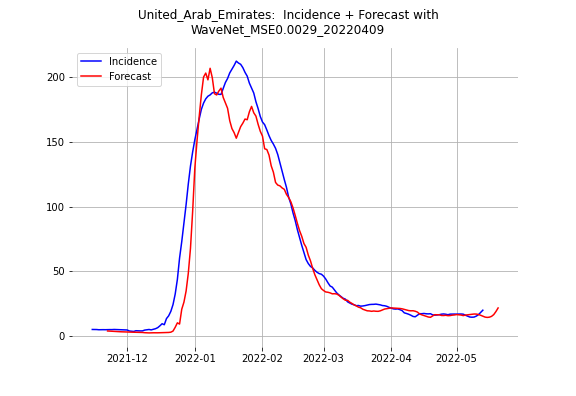 United_Arab_Emirates:  Incidence + Forecast with
WaveNet_MSE0.0029_20220409
Incidence
Forecast
200
150
100
50
0
2021-12
2022-01
2022-02
2022-03
2022-04
2022-05